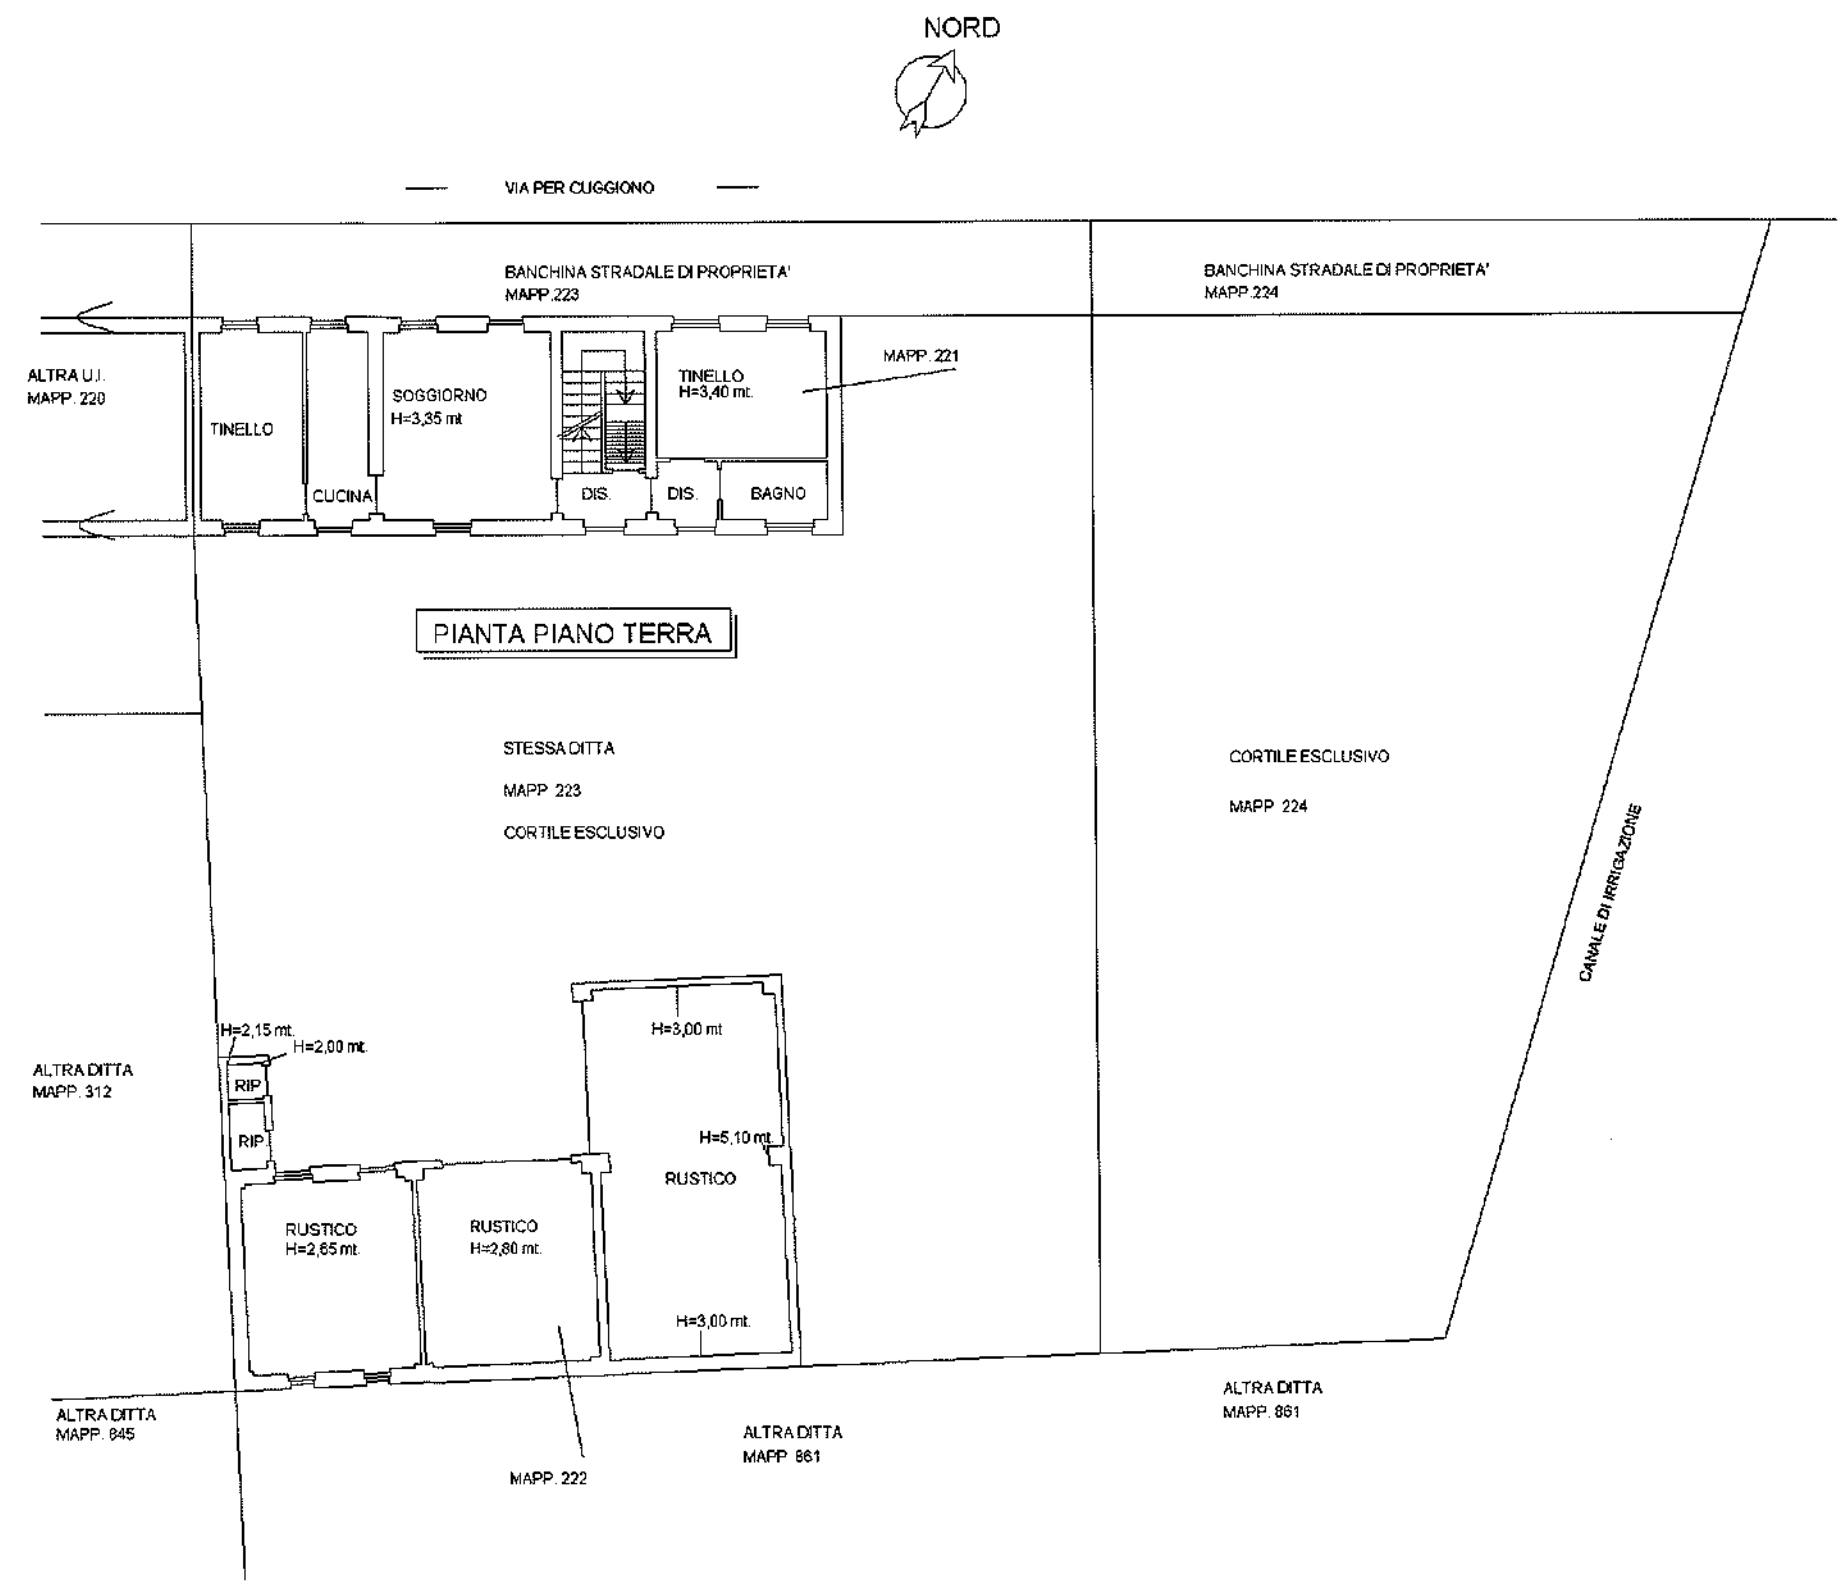 NORD
VIA PER CUGGIONO
BANCHINA STRADALE DI PROPRIETA'
MAPP.223
BANCHINA STRADALE DI PROPRIETA'
MAPP.224
MAPP. 221
ALTRA U.I.
MAPP. 220
TINELLO
SOGGIORNO
H=3,35 mt
TINELLO
H=3,40 mt.
CUCINA
DIS.
DIS.
BAGNO
PIANTA PIANO TERRA
STESSA DITTA
MAPP 223
CORTILE ESCLUSIVO
CORTILE ESCLUSIVO
MAPP 224
CANALE DI IRRIGAZIONE
H=2,15 mt.
H=2,00 mt.
H=3,00 mt
ALTRA DITTA
MAPP. 312
RIP
RIP
H=5,10 mt.
RUSTICO
RUSTICO
H=2,65 mt.
RUSTICO
H=2,80 mt.
H=3,00 mt.
ALTRA DITTA
MAPP. 845
ALTRA DITTA
MAPP 861
ALTRA DITTA
MAPP. 861
MAPP. 222